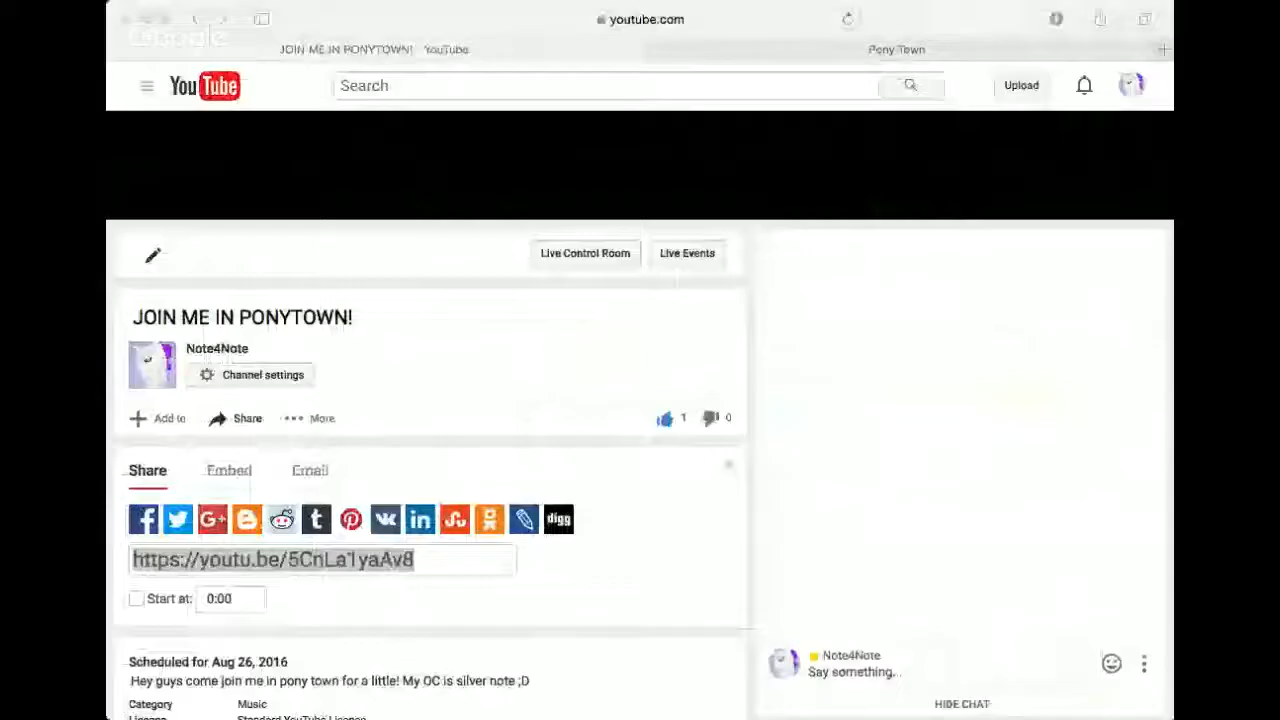 youtube.com
Google
JOIN ME IN PONYTOWN! YouTube
Pony Town
YouTube
Search
Upload
Live Control Room
Live Events
JOIN ME IN PONYTOWN!
Note4Note
Channel settings
Add to
Share
More
1
0
Share
Embed
Email
digg
https://youtu.be/5CnLa1yaAv8
Start at:
0:00
Scheduled for Aug 26, 2016
Hey guys come join me in pony town for a little! My OC is silver note ;D
Category
Music
License
Standard YouTube License
Note4Note
Say something...
HIDE CHAT